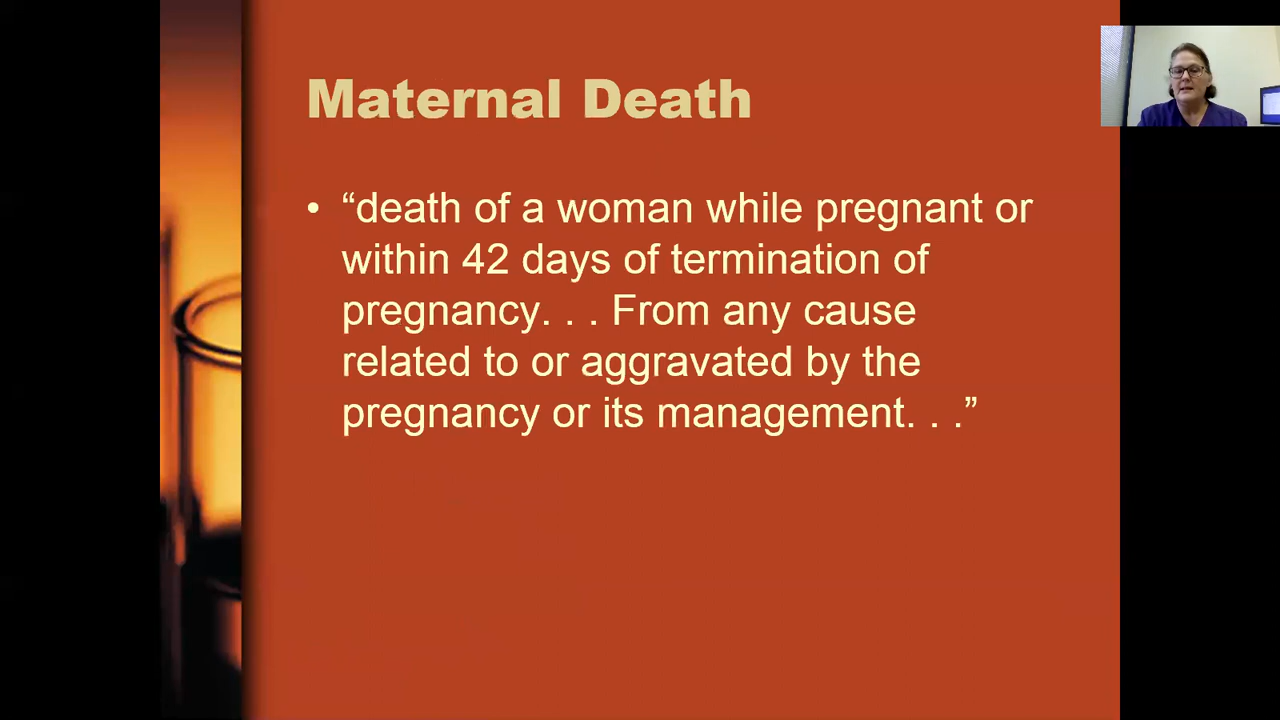 Maternal Death
• “death of a woman while pregnant or
within 42 days of termination of
pregnancy. . . From any cause
related to or aggravated by the
pregnancy or its management. . .”